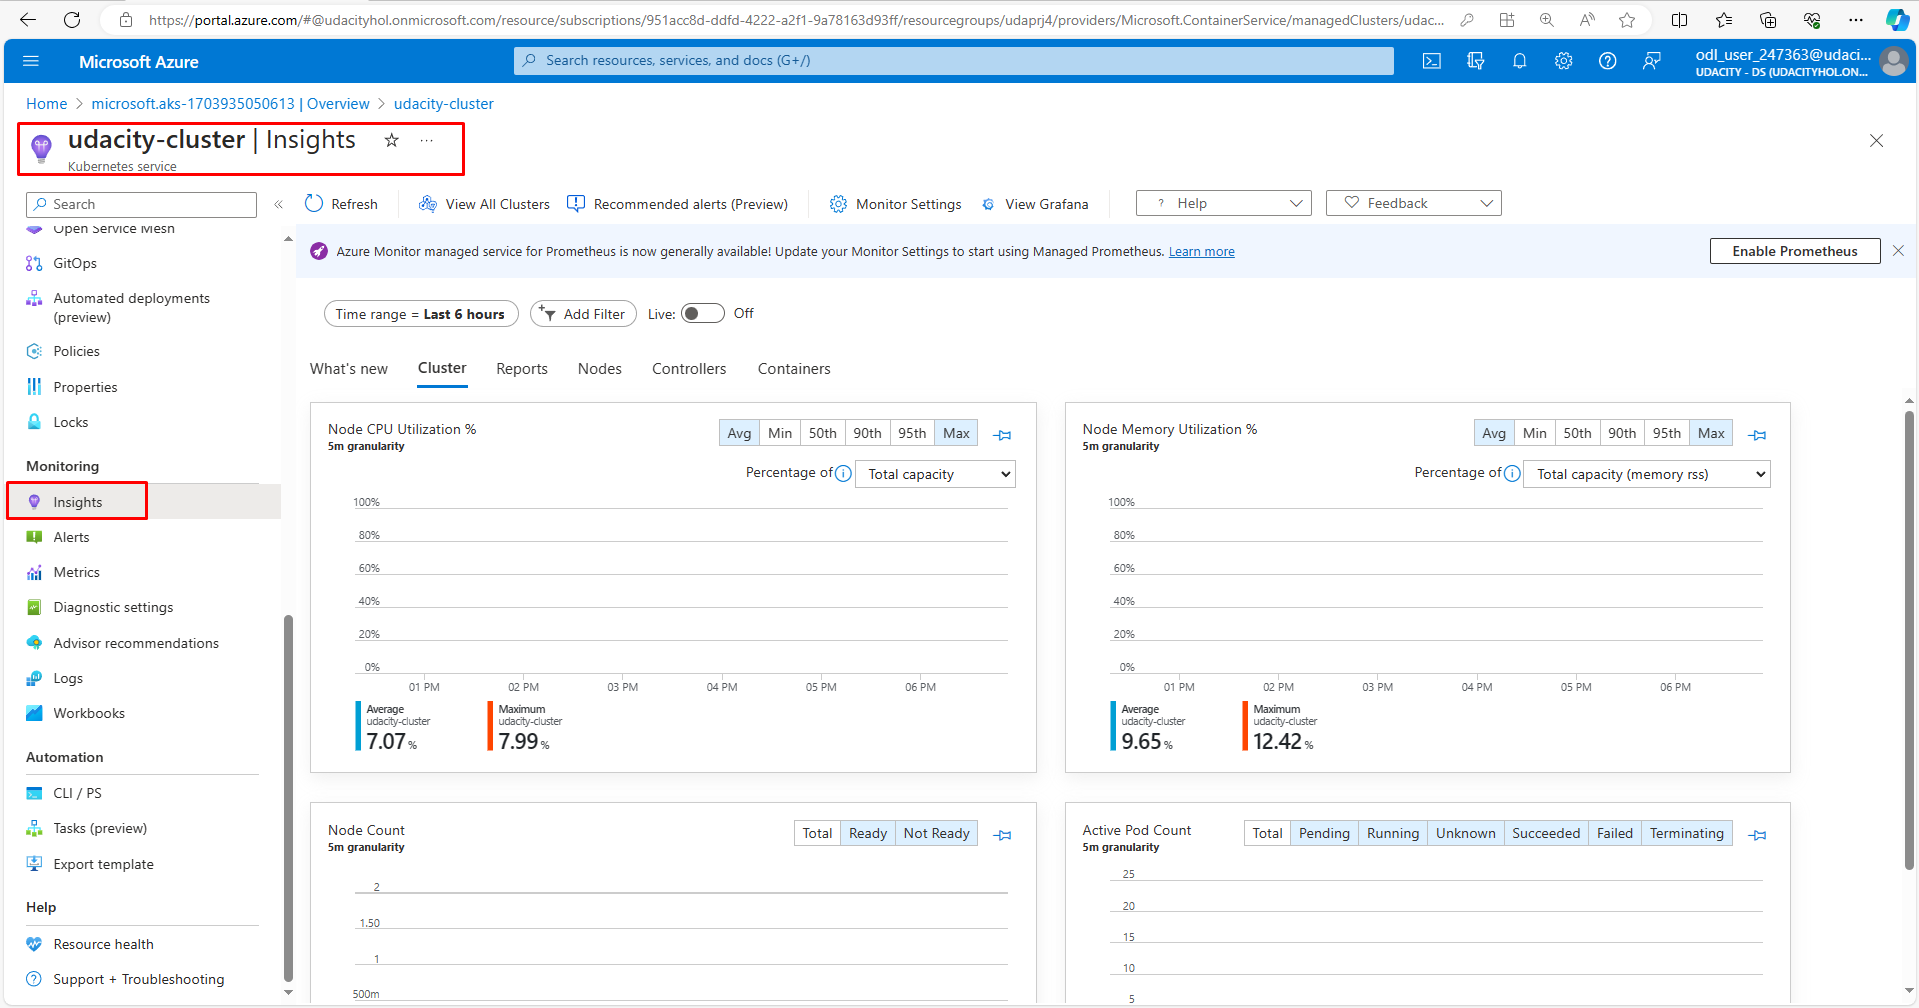 https://portal.azure.com/#@udacityhol.onmicrosoft.com/resource/subscriptions/951acc8d-ddfd-4222-a2f1-9a78163d93ff/resourcegroups/udaprj4/providers/Microsoft.ContainerService/managedClusters/udac...
Microsoft Azure
Search resources, services, and docs (G+/)
odl_user_247363@udaci...
UDACITY - DS (UDACITYHOL.ON...
Home > microsoft.aks-1703935050613 | Overview > udacity-cluster
udacity-cluster | Insights
Kubernetes service
Search
Refresh
View All Clusters
Recommended alerts (Preview)
Monitor Settings
View Grafana
? Help
Feedback
Open Service Mesh
GitOps
Automated deployments
(preview)
Policies
Properties
Locks
Monitoring
Insights
Alerts
Metrics
Diagnostic settings
Advisor recommendations
Logs
Workbooks
Automation
CLI / PS
Tasks (preview)
Export template
Help
Resource health
Support + Troubleshooting
Azure Monitor managed service for Prometheus is now generally available! Update your Monitor Settings to start using Managed Prometheus. Learn more
Enable Prometheus
Time range = Last 6 hours
Add Filter
Live: Off
What's new Cluster Reports Nodes Controllers Containers
Node CPU Utilization %
5m granularity
Avg Min 50th 90th 95th Max
Percentage of Total capacity
100%
80%
60%
40%
20%
0%
01 PM 02 PM 03 PM 04 PM 05 PM 06 PM
Average
udacity-cluster
7.07 %
Maximum
udacity-cluster
7.99 %
Node Memory Utilization %
5m granularity
Avg Min 50th 90th 95th Max
Percentage of Total capacity (memory rss)
100%
80%
60%
40%
20%
0%
01 PM 02 PM 03 PM 04 PM 05 PM 06 PM
Average
udacity-cluster
9.65 %
Maximum
udacity-cluster
12.42 %
Node Count
5m granularity
Total Ready Not Ready
2
1.50
1
500m
Active Pod Count
5m granularity
Total Pending Running Unknown Succeeded Failed Terminating
25
20
15
10
5